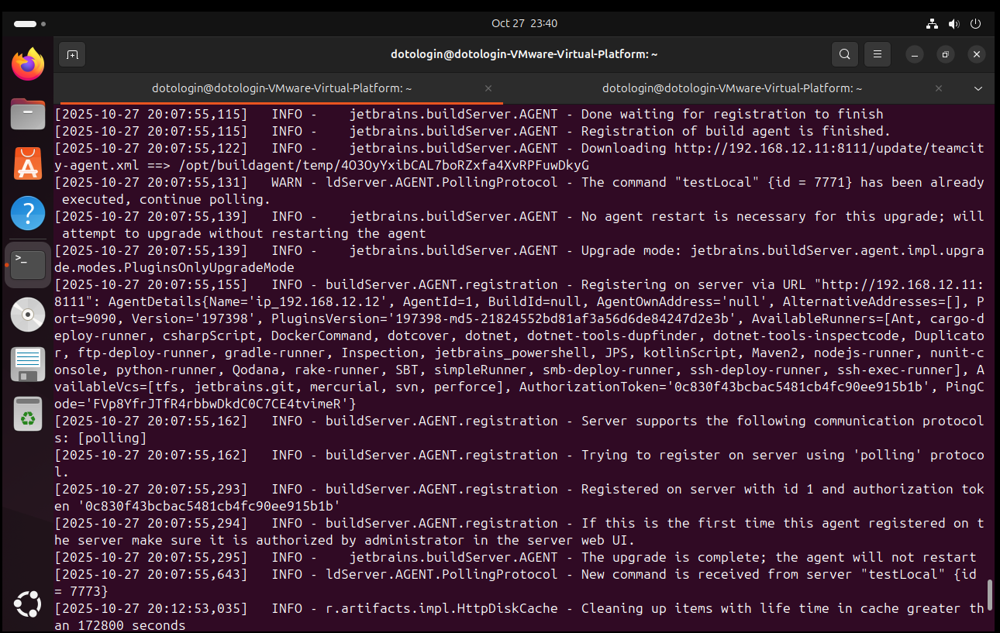 Oct 27 23:40
dotologin@dotologin-VMware-Virtual-Platform: ~
dotologin@dotologin-VMware-Virtual-Platform: ~
dotologin@dotologin-VMware-Virtual-Platform: ~
[2025-10-27 20:07:55,115]   INFO -    jetbrains.buildServer.AGENT - Done waiting for registration to finish
[2025-10-27 20:07:55,115]   INFO -    jetbrains.buildServer.AGENT - Registration of build agent is finished.
[2025-10-27 20:07:55,122]   INFO -    jetbrains.buildServer.AGENT - Downloading http://192.168.12.11:8111/update/teamcit
y-agent.xml ==> /opt/buildagent/temp/4O3OyYxibCAL7boRZxfa4XvRPFuwDkyG
[2025-10-27 20:07:55,131]   WARN - ldServer.AGENT.PollingProtocol - The command "testLocal" {id = 7771} has been already
 executed, continue polling.
[2025-10-27 20:07:55,139]   INFO -    jetbrains.buildServer.AGENT - No agent restart is necessary for this upgrade; will
 attempt to upgrade without restarting the agent
[2025-10-27 20:07:55,139]   INFO -    jetbrains.buildServer.AGENT - Upgrade mode: jetbrains.buildServer.agent.impl.upgra
de.modes.PluginsOnlyUpgradeMode
[2025-10-27 20:07:55,155]   INFO - buildServer.AGENT.registration - Registering on server via URL "http://192.168.12.11:
8111": AgentDetails{Name='ip_192.168.12.12', AgentId=1, BuildId=null, AgentOwnAddress='null', AlternativeAddresses=[], P
ort=9090, Version='197398', PluginsVersion='197398-md5-21824552bd81af3a56d6de84247d2e3b', AvailableRunners=[Ant, cargo-d
eploy-runner, csharpScript, DockerCommand, dotcover, dotnet, dotnet-tools-dupfinder, dotnet-tools-inspectcode, Duplicato
r, ftp-deploy-runner, gradle-runner, Inspection, jetbrains_powershell, JPS, kotlinScript, Maven2, nodejs-runner, nunit-c
onsole, python-runner, Qodana, rake-runner, SBT, simpleRunner, smb-deploy-runner, ssh-deploy-runner, ssh-exec-runner], A
vailableVcs=[tfs, jetbrains.git, mercurial, svn, perforce], AuthorizationToken='0c830f43bcbac5481cb4fc90ee915b1b', PingC
ode='FVp8YfrJTfR4rbbwDkdC0C7CE4tvimeR'}
[2025-10-27 20:07:55,162]   INFO - buildServer.AGENT.registration - Server supports the following communication protocol
s: [polling]
[2025-10-27 20:07:55,162]   INFO - buildServer.AGENT.registration - Trying to register on server using 'polling' protoco
l.
[2025-10-27 20:07:55,293]   INFO - buildServer.AGENT.registration - Registered on server with id 1 and authorization tok
en '0c830f43bcbac5481cb4fc90ee915b1b'
[2025-10-27 20:07:55,294]   INFO - buildServer.AGENT.registration - If this is the first time this agent registered on t
he server make sure it is authorized by administrator in the server web UI.
[2025-10-27 20:07:55,295]   INFO -    jetbrains.buildServer.AGENT - The upgrade is complete; the agent will not restart
[2025-10-27 20:07:55,643]   INFO - ldServer.AGENT.PollingProtocol - New command is received from server "testLocal" {id 
= 7773}
[2025-10-27 20:12:53,035]   INFO - r.artifacts.impl.HttpDiskCache - Cleaning up items with life time in cache greater th
an 172800 seconds